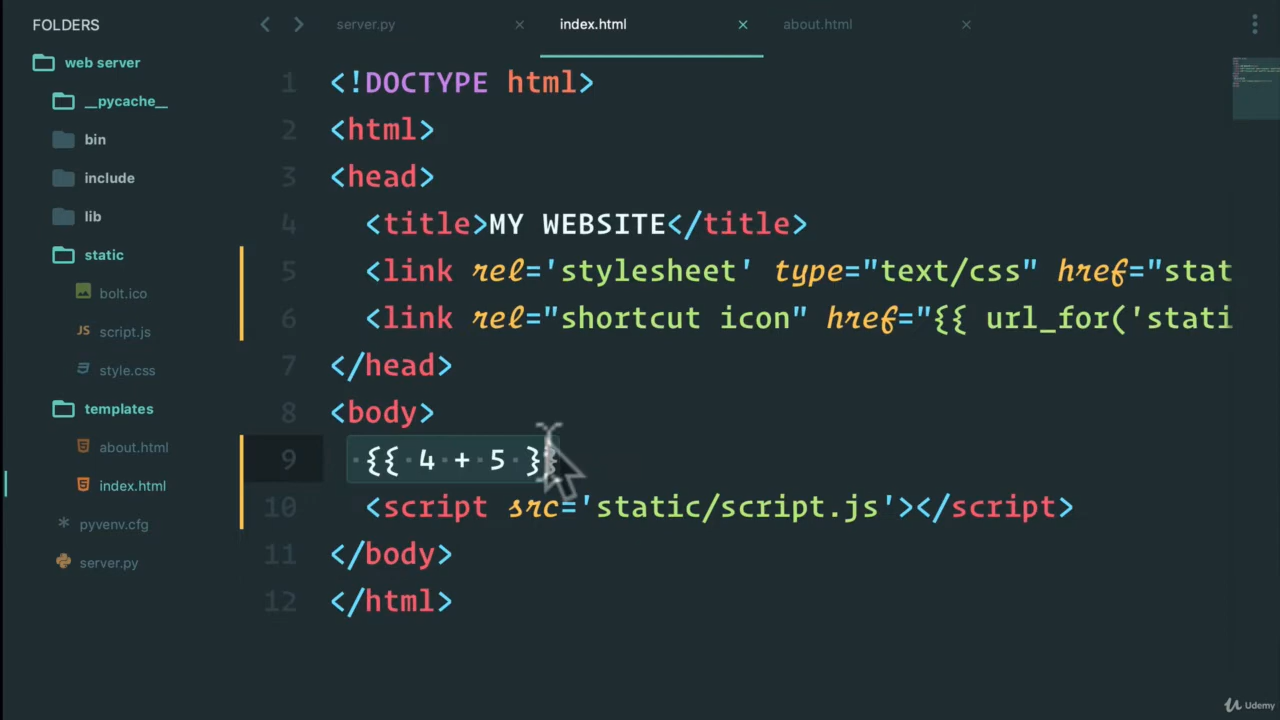 FOLDERS
web server
__pycache__
bin
include
lib
static
bolt.ico
JS script.js
style.css
templates
about.html
index.html
* pyvenv.cfg
server.py
server.py × index.html × about.html ×
1 <!DOCTYPE html>
2 <html>
3 <head>
4 <title>MY WEBSITE</title>
5 <link rel='stylesheet' type="text/css" href="stat
6 <link rel="shortcut icon" href="{{ url_for('stati
7 </head>
8 <body>
9 {{ 4 + 5 }
10 <script src='static/script.js'></script>
11 </body>
12 </html>
Udemy